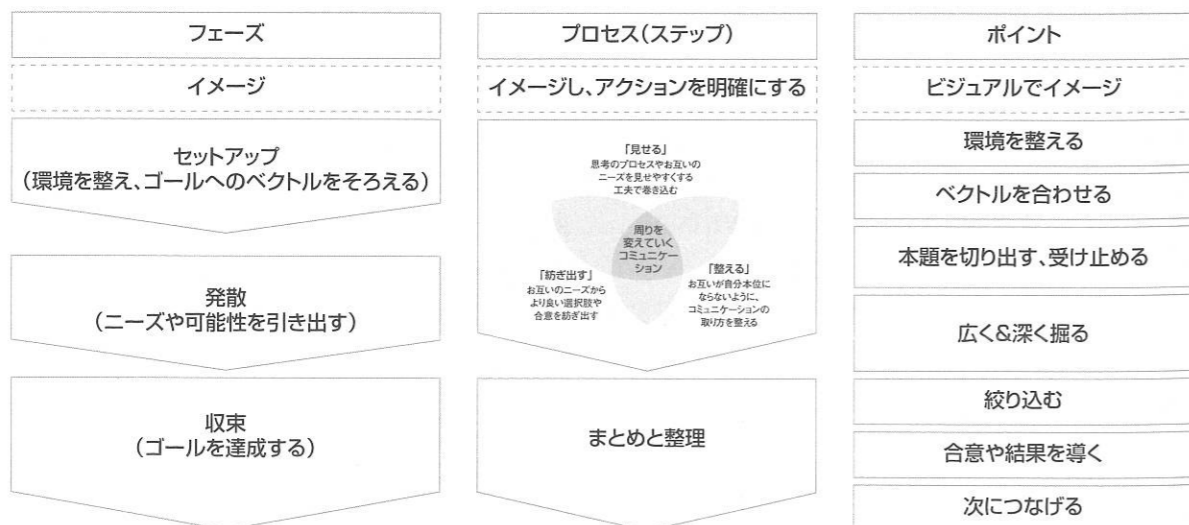 フェーズ
イメージ
セットアップ
(環境を整え、ゴールへのベクトルをそろえる)
発散
(ニーズや可能性を引き出す)
収束
(ゴールを達成する)
プロセス(ステップ)
イメージし、アクションを明確にする
「見せる」
思考のプロセスやお互いの
ニーズを見せやすくする
工夫で巻き込む
周りを
変えていく
コミュニケー
ション
「紡ぎ出す」
お互いのニーズから
より良い選択肢や
合意を紡ぎ出す
「整える」
お互いが自分本位に
ならないように、
コミュニケーションの
取り方を整える
まとめと整理
ポイント
ビジュアルでイメージ
環境を整える
ベクトルを合わせる
本題を切り出す、受け止める
広く&深く掘る
絞り込む
合意や結果を導く
次につなげる